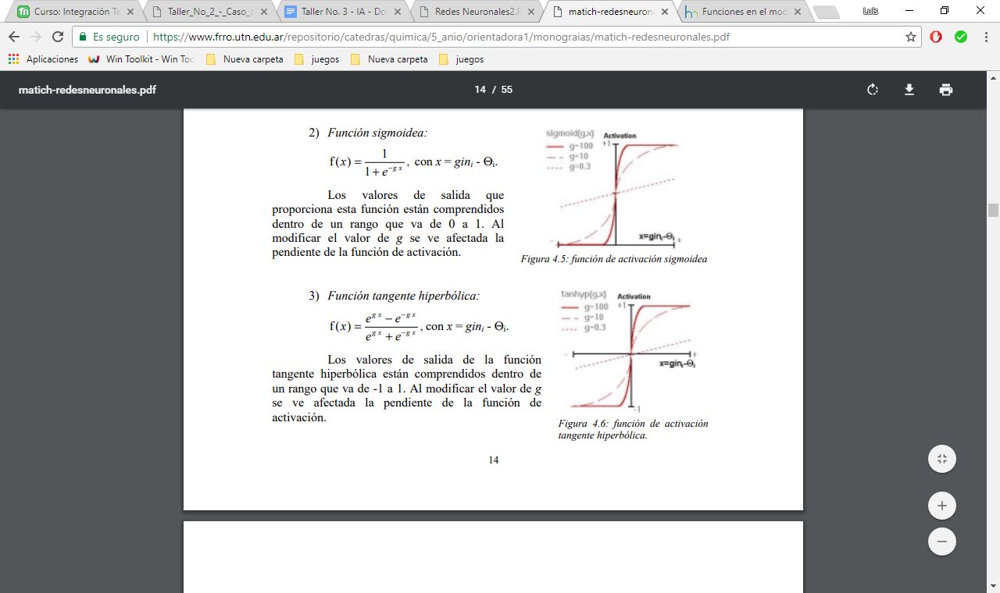 Curso: Integración Te
Taller_No_2_-_Caso_
Taller No. 3 - IA - Do
Redes Neuronales2.
matich-redesneurona
Funciones en el mod
Luis
Es seguro
https://www.frro.utn.edu.ar/repositorio/catedras/quimica/5_anio/orientadora1/monograias/matich-redesneuronales.pdf
Aplicaciones
Win Toolkit - Win Too
Nueva carpeta
juegos
Nueva carpeta
juegos
matich-redesneuronales.pdf
14 / 55
2) Función sigmoidea:
f(x) = 1 / (1 + e^{-g x}), con x = gin_i - Θ_i.
Los valores de salida que
proporciona esta función están comprendidos
dentro de un rango que va de 0 a 1. Al
modificar el valor de g se ve afectada la
pendiente de la función de activación.
sigmoid(g,x)
g=100
g=10
g=0.3
Activation
+1
x=gin_i-Θ_i
-
+
Figura 4.5: función de activación sigmoidea
3) Función tangente hiperbólica:
f(x) = (e^{g x} - e^{-g x}) / (e^{g x} + e^{-g x}), con x = gin_i - Θ_i.
Los valores de salida de la función
tangente hiperbólica están comprendidos dentro de
un rango que va de -1 a 1. Al modificar el valor de g
se ve afectada la pendiente de la función de
activación.
tanhyp(g,x)
g=100
g=10
g=0.3
Activation
+1
-
+
x=gin_i-Θ_i
-1
Figura 4.6: función de activación
tangente hiperbólica.
14